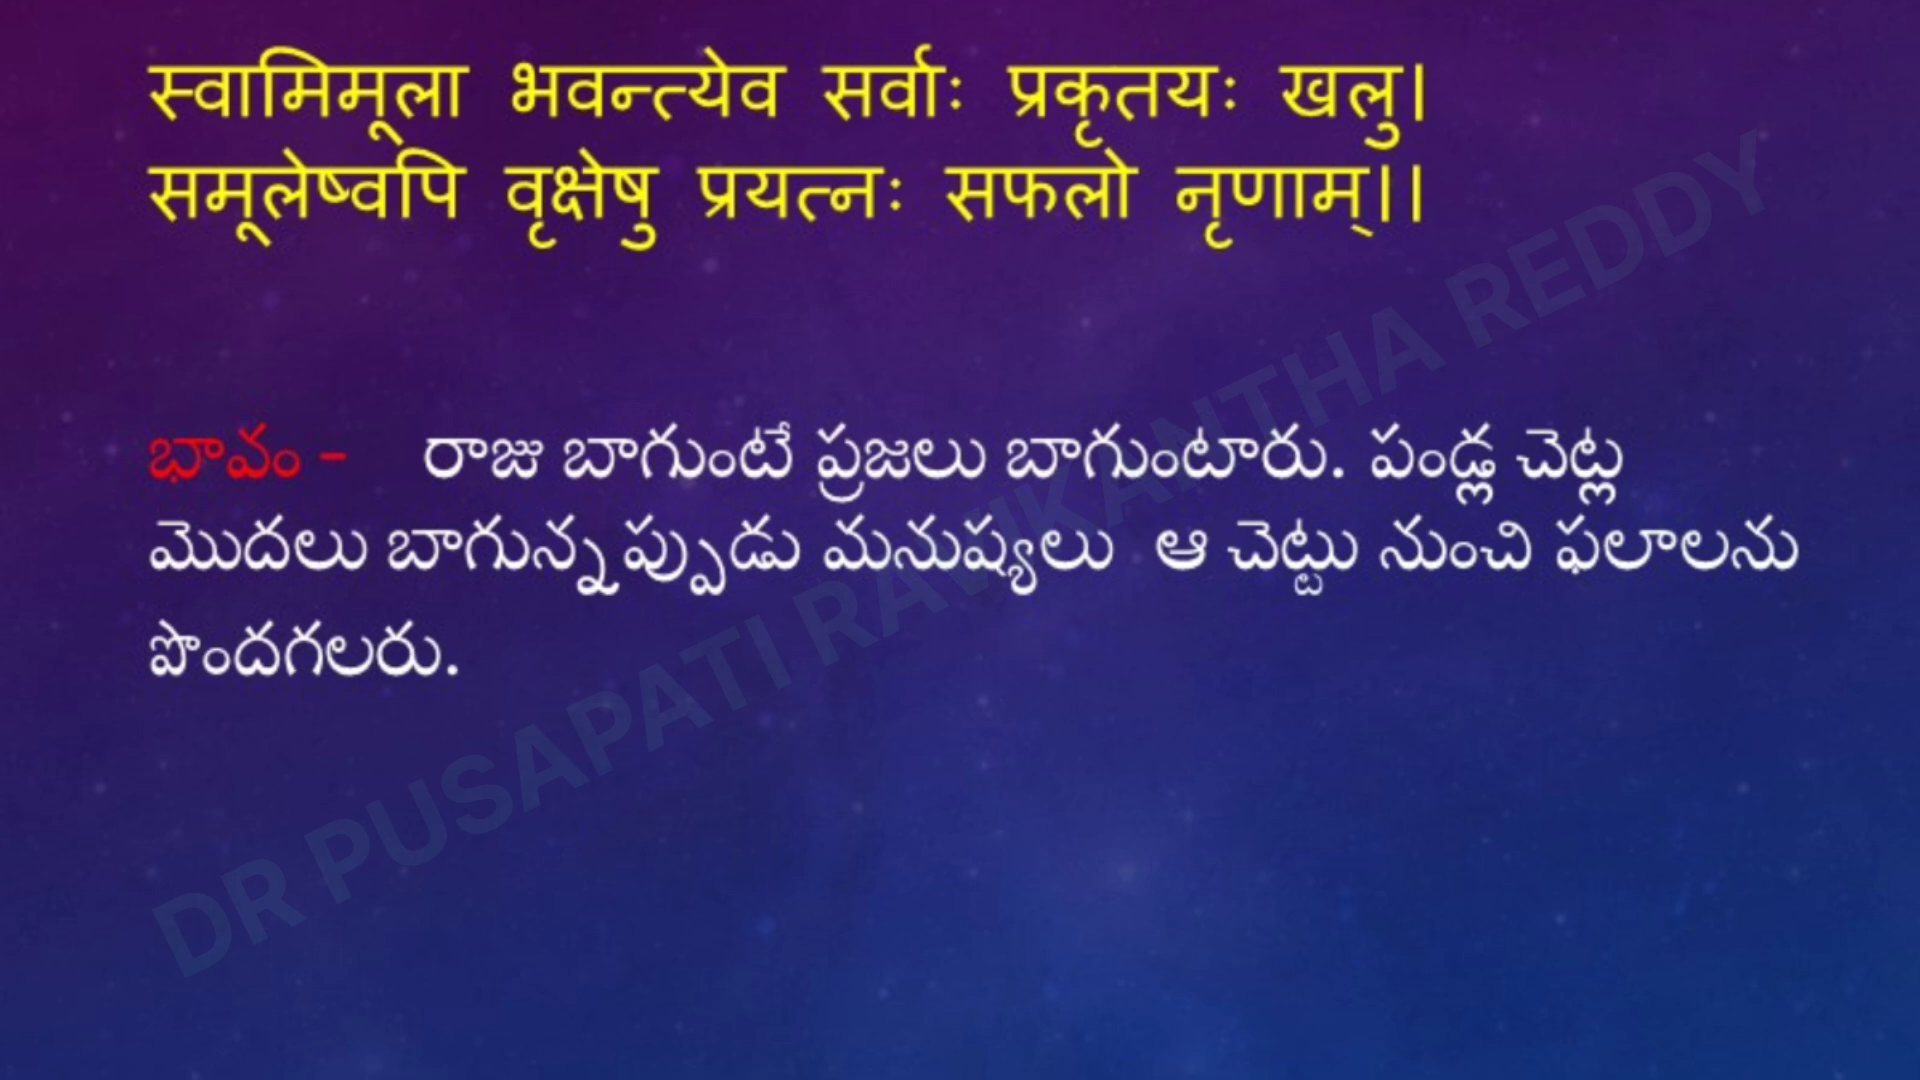 स्वामिमूला भवन्त्येव सर्वाः प्रकृतयः खलु।
समूलेष्वपि वृक्षेषु प्रयत्नः सफलो नृणाम्।।
భావం - రాజు బాగుంటే ప్రజలు బాగుంటారు. పండ్ల చెట్ల
మొదలు బాగున్నప్పుడు మనుష్యలు ఆ చెట్టు నుంచి ఫలాలను
పొందగలరు.
DR PUSAPATI RAVIKANTHA REDDY